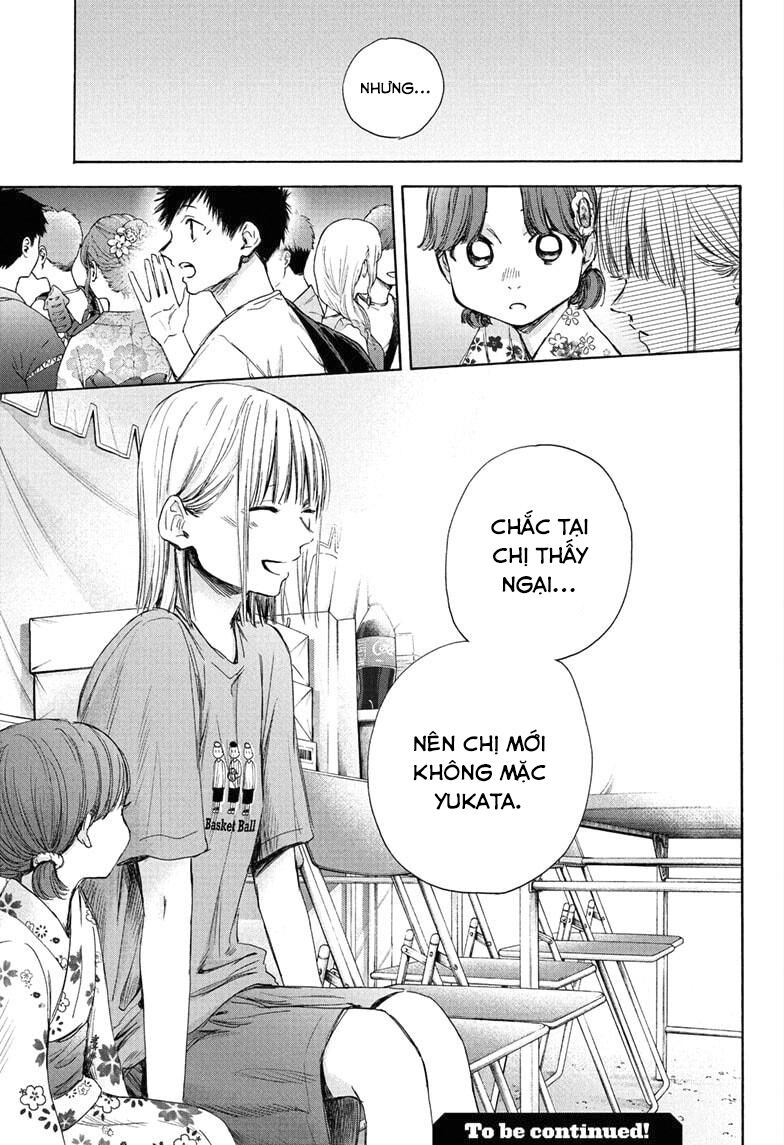 NHƯNG...
CHẮC TẠI
CHỊ THẤY
NGẠI...
NÊN CHỊ MỚI
KHÔNG MẶC
YUKATA.
Basket Ball
To be continued!